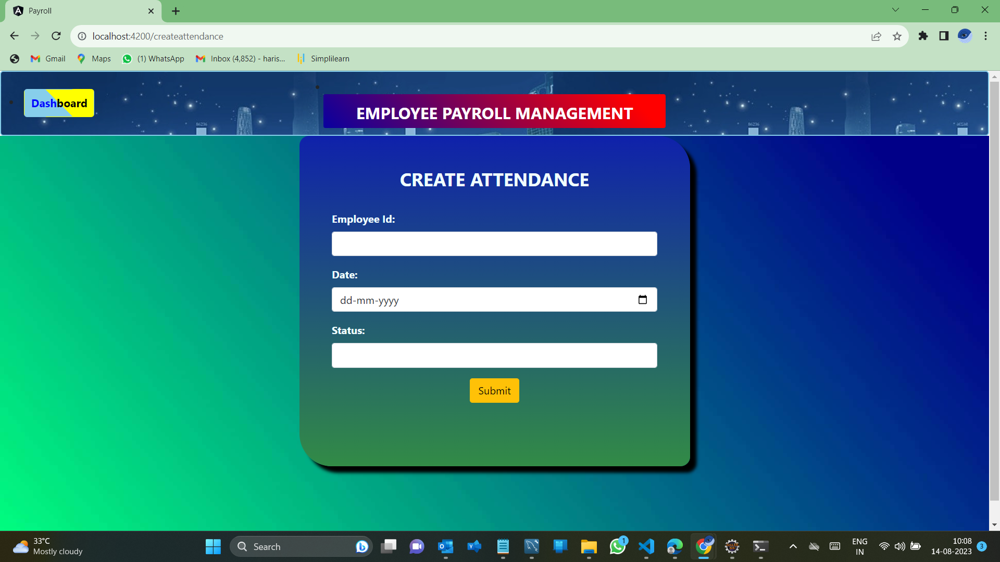 Payroll
localhost:4200/createattendance
Gmail
Maps
(1) WhatsApp
Inbox (4,852) - haris...
Simplilearn
Dashboard
EMPLOYEE PAYROLL MANAGEMENT
CREATE ATTENDANCE
Employee Id:
Date:
dd-mm-yyyy
Status:
Submit
33°C
Mostly cloudy
Search
1
ENG
IN
10:08
14-08-2023
3